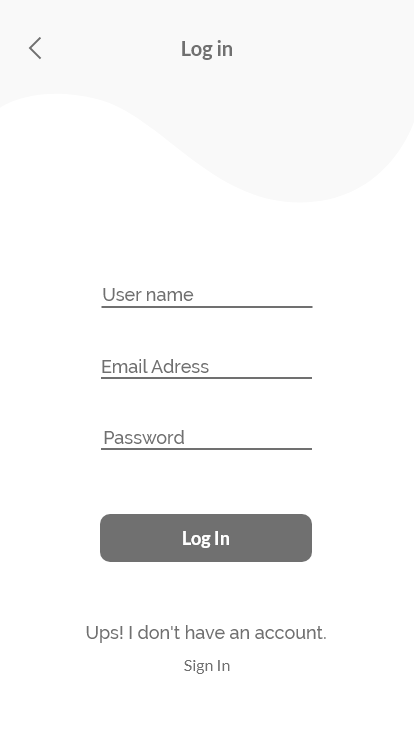 Log in
User name
Email Adress
Password
Log In
Ups! I don't have an account.
Sign In